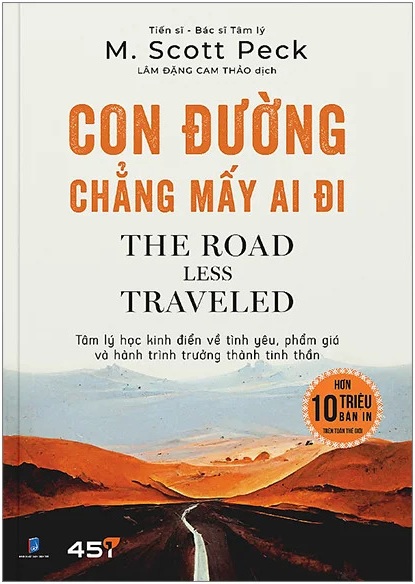 Tiến sĩ - Bác sĩ Tâm lý
M. Scott Peck
LÂM ĐẶNG CAM THẢO dịch
CON ĐƯỜNG
CHẲNG MẤY AI ĐI
THE ROAD
LESS
TRAVELED
Tâm lý học kinh điển về tình yêu, phẩm giá
và hành trình trưởng thành tinh thần
HƠN
10 TRIỆU
BẢN IN
TRÊN TOÀN THẾ GIỚI
451